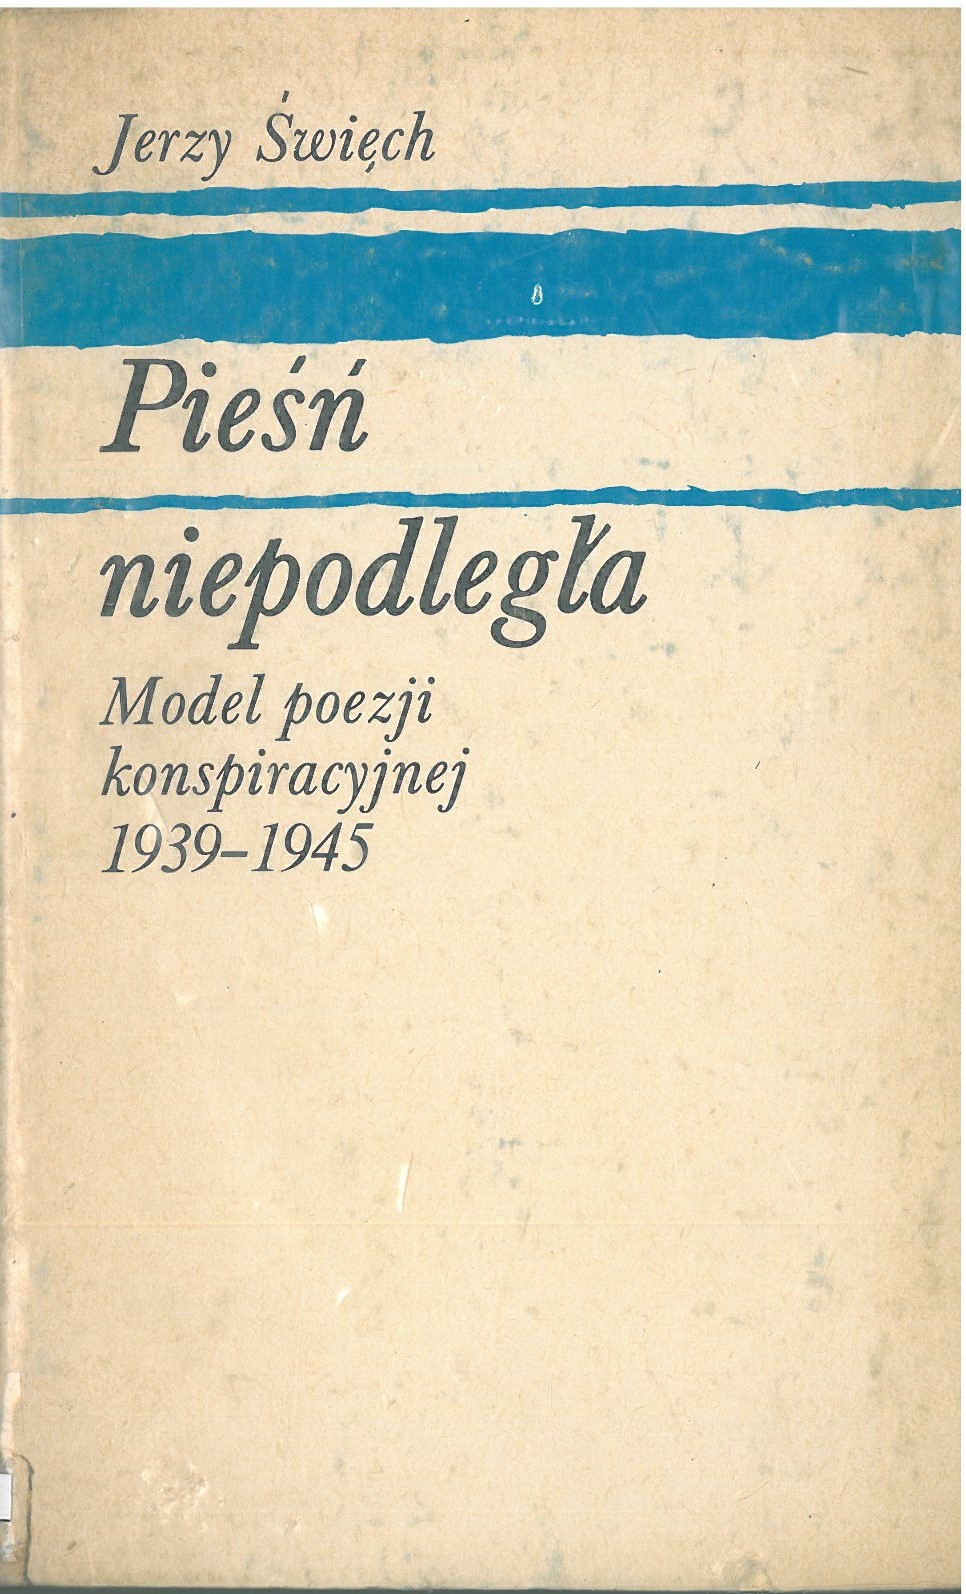 Jerzy Święch
Pieśń
niepodległa
Model poezji
konspiracyjnej
1939–1945